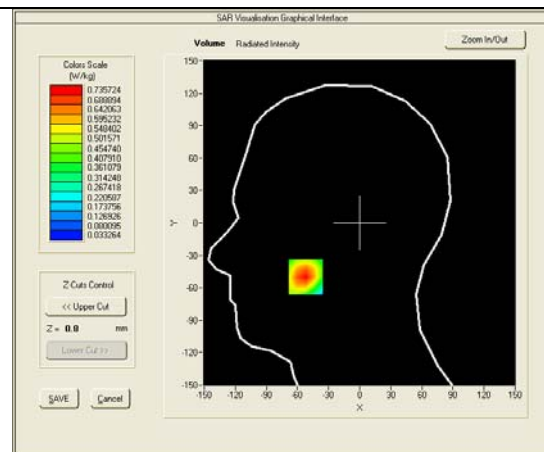 SAR Visualisation Graphical Interface
Volume Radiated Intensity
Zoom In/Out
Colors Scale
(W/kg)
0.735724
0.688894
0.642063
0.595232
0.548402
0.501571
0.454740
0.407910
0.361079
0.314248
0.267418
0.220587
0.173756
0.126926
0.080095
0.033264
Z Cuts Control
<< Upper Cut
Z = 0.0 mm
Lower Cut >>
SAVE
Cancel
150
120
90
60
30
0
-30
-60
-90
-120
-150
Y
-150 -120 -90 -60 -30 0 30 60 90 120 150
X